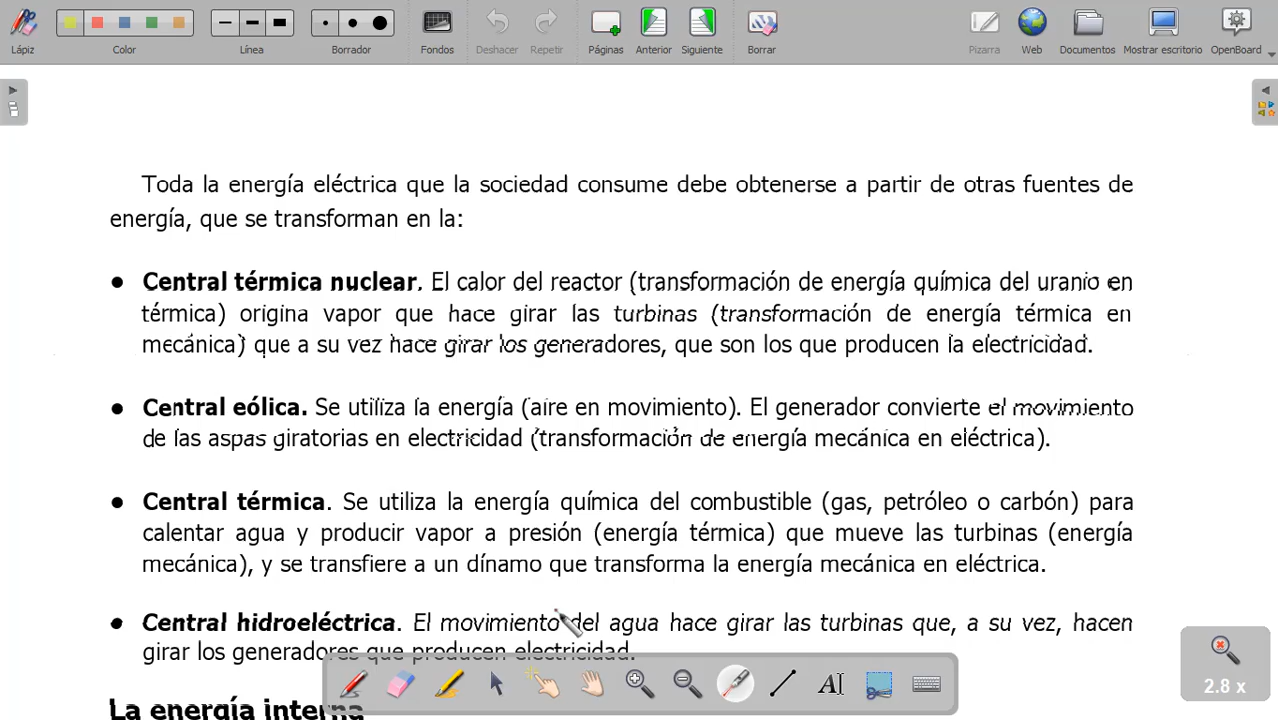 Lápiz
Color
Línea
Borrador
Fondos
Deshacer
Repetir
Páginas
Anterior
Siguiente
Borrar
Pizarra
Web
Documentos
Mostrar escritorio
OpenBoard
Toda la energía eléctrica que la sociedad consume debe obtenerse a partir de otras fuentes de
energía, que se transforman en la:
● Central térmica nuclear. El calor del reactor (transformación de energía química del uranio en
térmica) origina vapor que hace girar las turbinas (transformación de energía térmica en
mecánica) que a su vez hace girar los generadores, que son los que producen la electricidad.
● Central eólica. Se utiliza la energía (aire en movimiento). El generador convierte el movimiento
de las aspas giratorias en electricidad (transformación de energía mecánica en eléctrica).
● Central térmica. Se utiliza la energía química del combustible (gas, petróleo o carbón) para
calentar agua y producir vapor a presión (energía térmica) que mueve las turbinas (energía
mecánica), y se transfiere a un dínamo que transforma la energía mecánica en eléctrica.
● Central hidroeléctrica. El movimiento del agua hace girar las turbinas que, a su vez, hacen
girar los generadores que producen electricidad.
La energía interna
AI
2.8 x